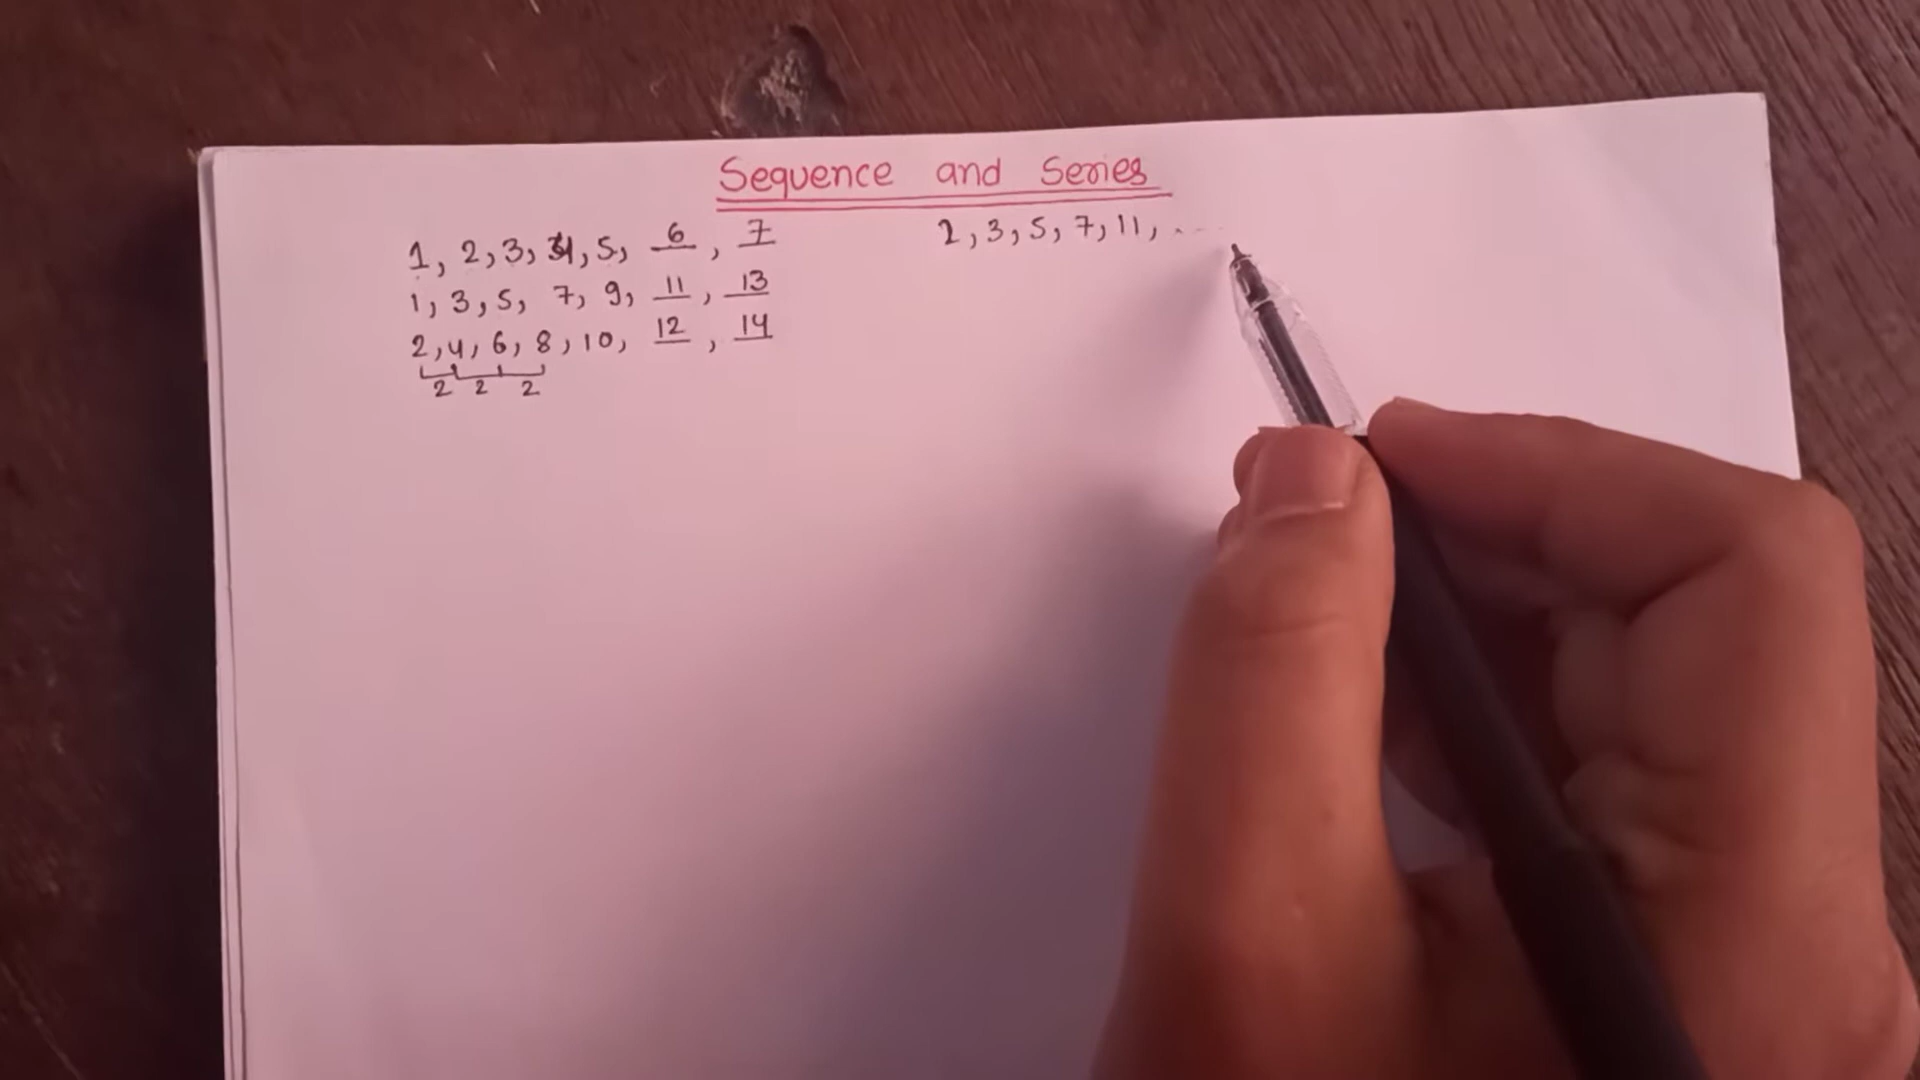 Sequence and Series
1, 2, 3, 4, 5, 6, 7
1, 3, 5, 7, 9, 11, 13
2, 4, 6, 8, 10, 12, 14
2 2 2
2, 3, 5, 7, 11, ....